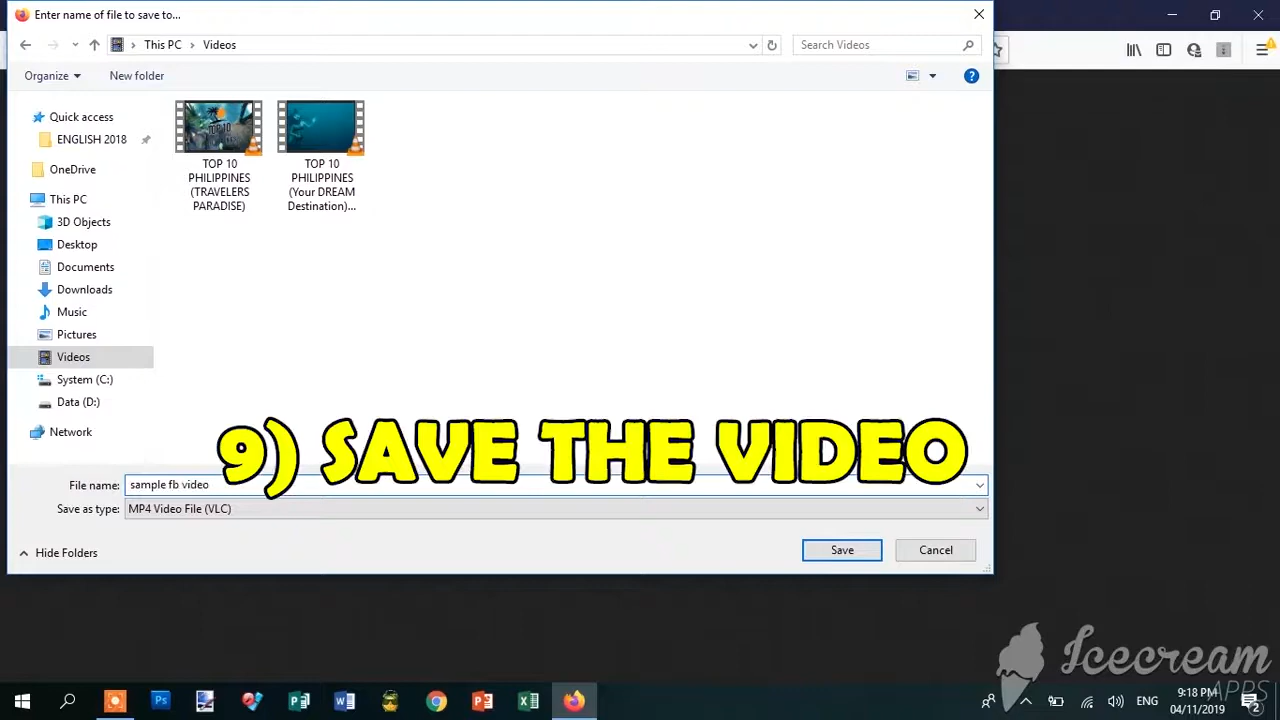 Enter name of file to save to...
This PC
Videos
Search Videos
Organize
New folder
Quick access
ENGLISH 2018
OneDrive
This PC
3D Objects
Desktop
Documents
Downloads
Music
Pictures
Videos
System (C:)
Data (D:)
Network
TOP 10
PHILIPPINES
(TRAVELERS
PARADISE)
TOP 10
PHILIPPINES
(Your DREAM
Destination)...
9) SAVE THE VIDEO
File name: sample fb video
Save as type: MP4 Video File (VLC)
Hide Folders
Save
Cancel
Icecream
APPS
ENG
9:18 PM
04/11/2019
2